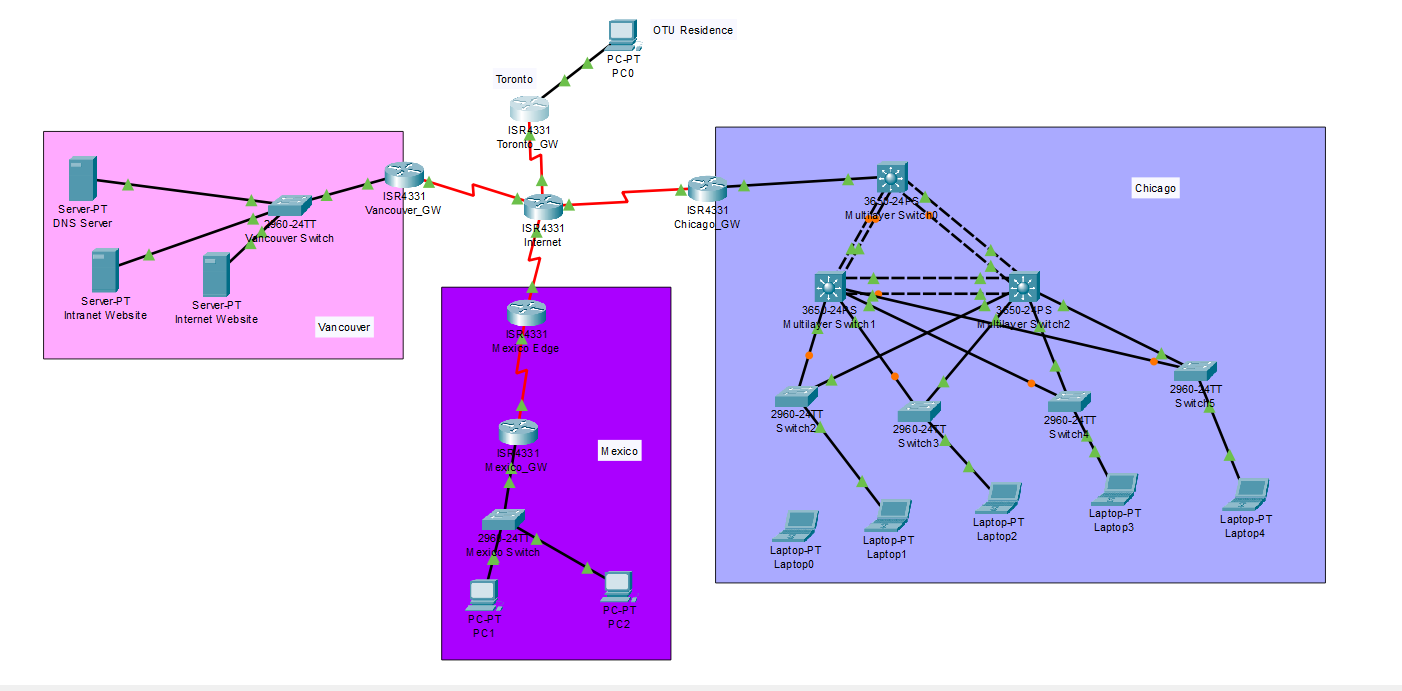 OTU Residence
PC-PT
PC0
Toronto
ISR4331
Toronto_GW
Server-PT
DNS Server
2960-24TT
Vancouver Switch
ISR4331
Vancouver_GW
ISR4331
Internet
ISR4331
Chicago_GW
3650-24PS
Multilayer Switch0
Chicago
Server-PT
Intranet Website
Server-PT
Internet Website
Vancouver
3650-24PS
Multilayer Switch1
3650-24PS
Multilayer Switch2
ISR4331
Mexico Edge
2960-24TT
Switch2
2960-24TT
Switch3
2960-24TT
Switch4
2960-24TT
Switch5
ISR4331
Mexico_GW
Mexico
2960-24TT
Mexico Switch
Laptop-PT
Laptop0
Laptop-PT
Laptop1
Laptop-PT
Laptop2
Laptop-PT
Laptop3
Laptop-PT
Laptop4
PC-PT
PC1
PC-PT
PC2